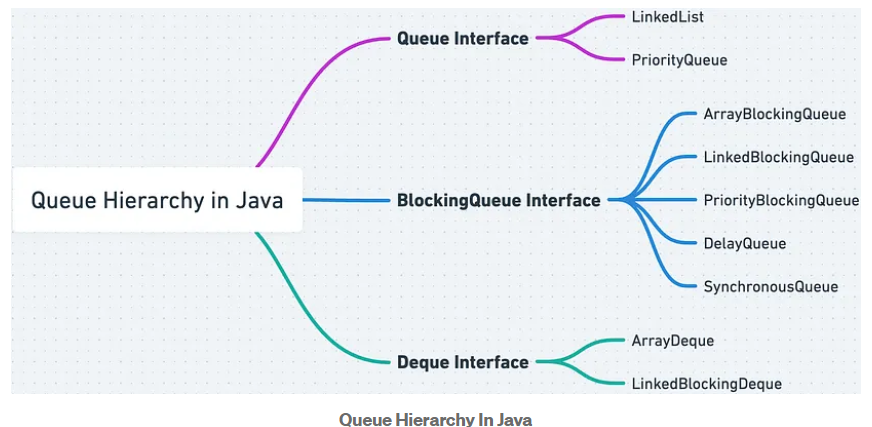 Queue Hierarchy in Java
Queue Interface
LinkedList
PriorityQueue
BlockingQueue Interface
ArrayBlockingQueue
LinkedBlockingQueue
PriorityBlockingQueue
DelayQueue
SynchronousQueue
Deque Interface
ArrayDeque
LinkedBlockingDeque
Queue Hierarchy In Java